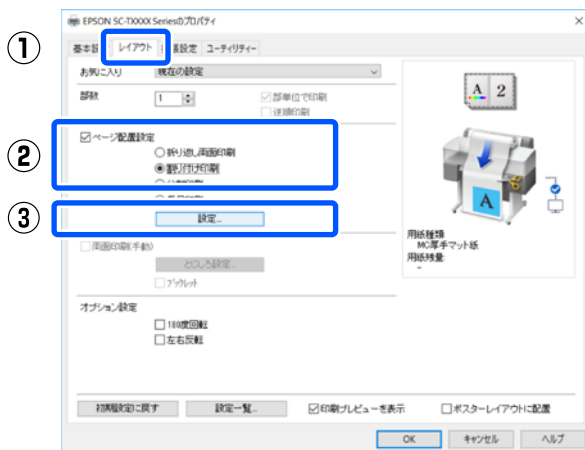 EPSON SC-TXXXX Seriesのプロパティ
①
レイアウト
設定
ユーティリティー
お気に入り
現在の設定
部数
1
部単位で印刷
逆順印刷
②
ページ配置設定
折り返し両面印刷
割り付け印刷
③
設定...
両面印刷(手動)
とじしろ設定...
ブックレット
オプション設定
180度回転
左右反転
A 2
A
用紙種類
MC厚手マット紙
用紙残量
-
初期設定に戻す
設定一覧...
印刷プレビューを表示
ポスターレイアウトに配置
OK
キャンセル
ヘルプ